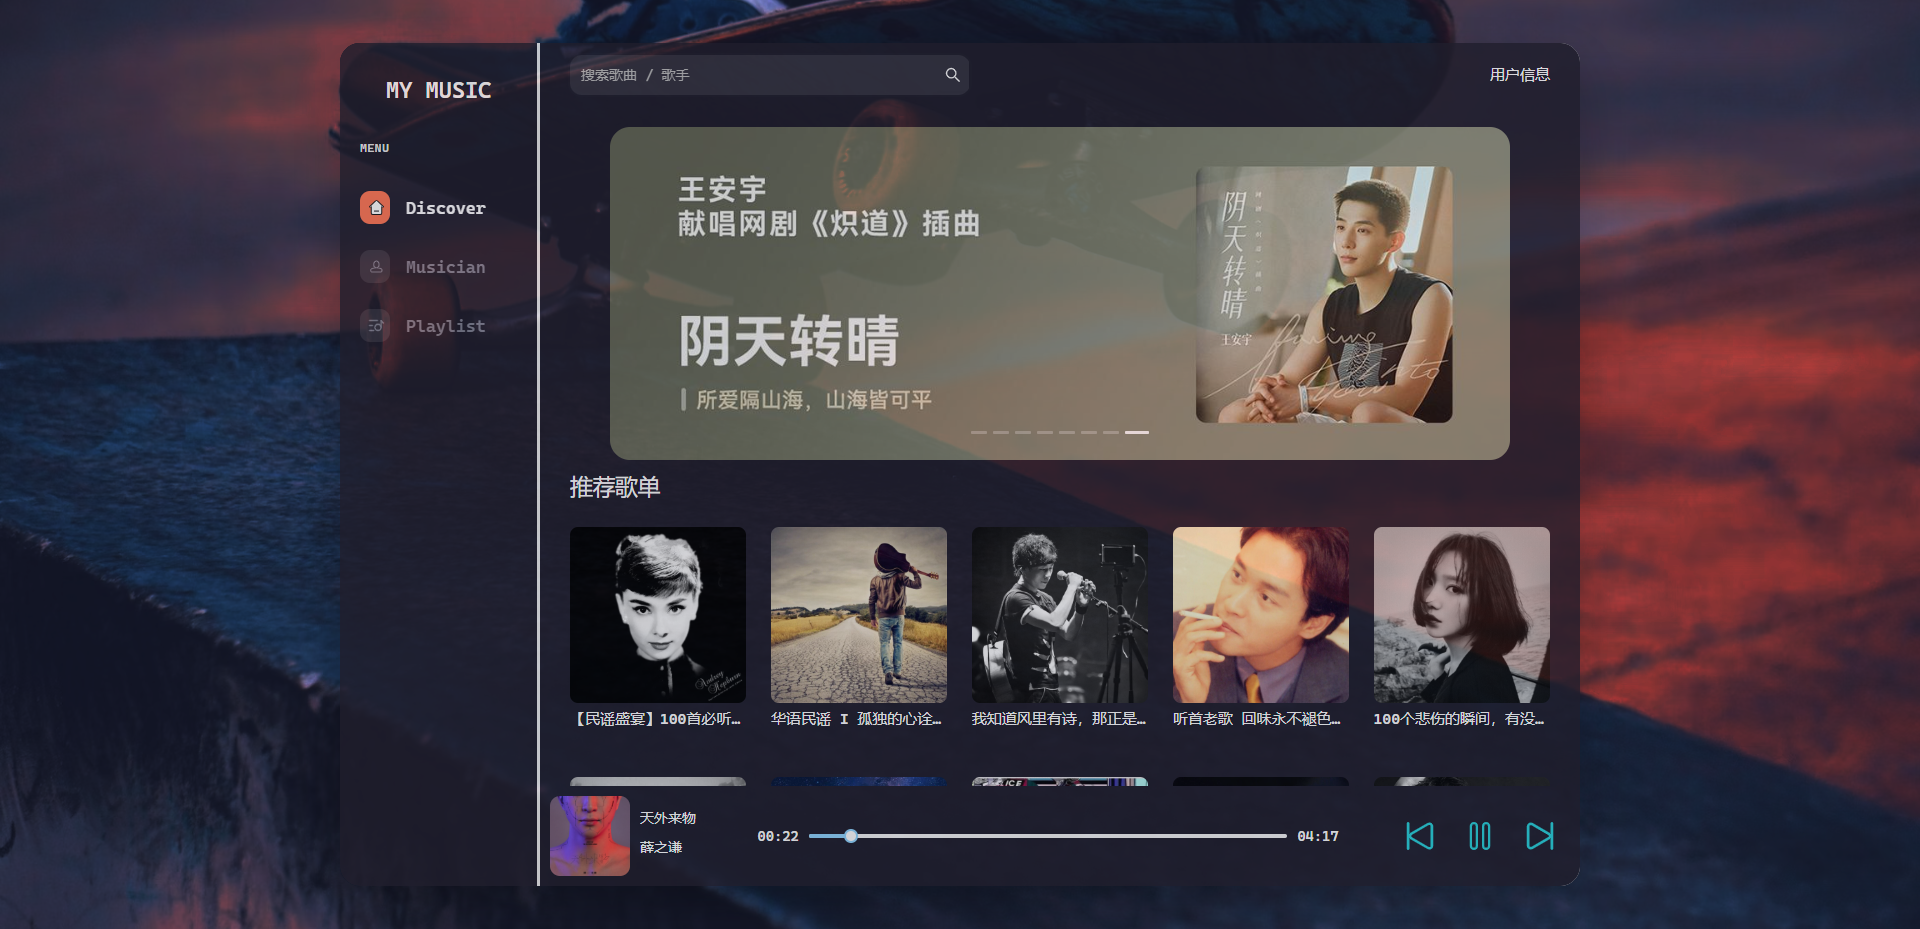 MY MUSIC
MENU
Discover
Musician
Playlist
搜索歌曲 / 歌手
用户信息
王安宇
献唱网剧《炽道》插曲
阴天转晴
所爱隔山海，山海皆可平
阴天转晴
王安宇
推荐歌单
【民谣盛宴】100首必听...
华语民谣 I 孤独的心诠...
我知道风里有诗，那正是...
听首老歌 回味永不褪色...
100个悲伤的瞬间，有没...
天外来物
薛之谦
00:22
04:17